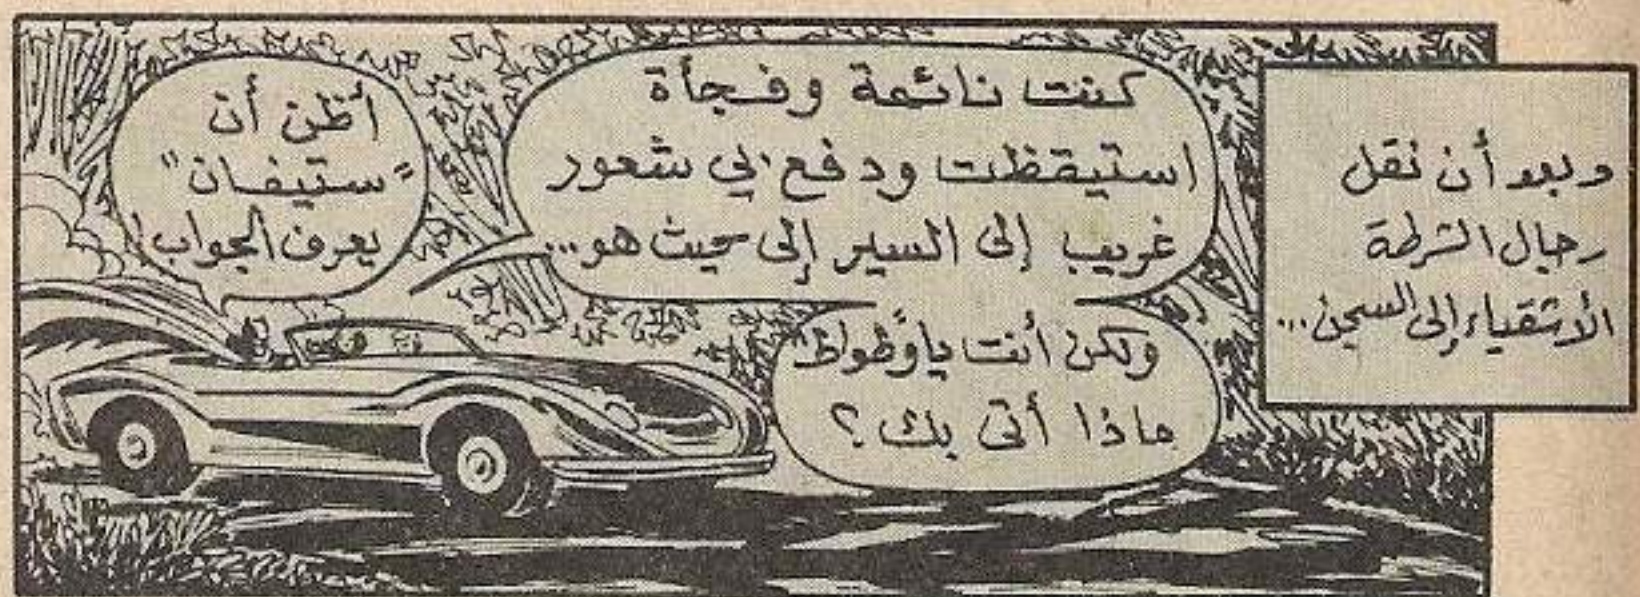 وبعد أن نقل
رجال الشرطة
الأشقياء إلى السجن...
كنت نائمة وفجأة
استيقظت ودفع بي شعور
غريب إلى السير إلى حيث هو...
ولكن أنت يا وطواط
ماذا أتى بك؟
أظن أن
"ستيفان"
يعرف الجواب!